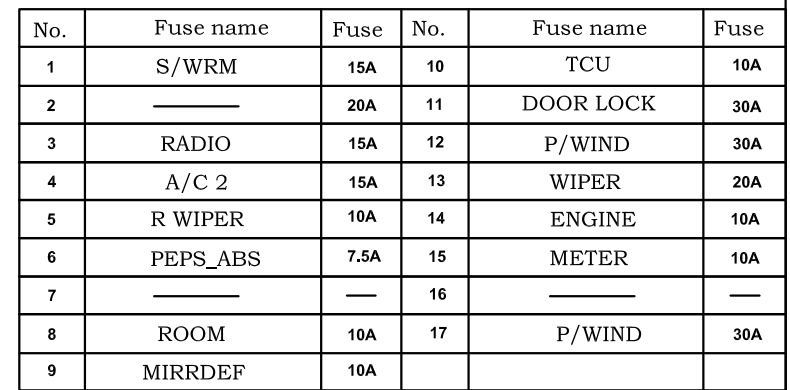 No. Fuse name Fuse No. Fuse name Fuse
1 S/WRM 15A 10 TCU 10A
2 —— 20A 11 DOOR LOCK 30A
3 RADIO 15A 12 P/WIND 30A
4 A/C 2 15A 13 WIPER 20A
5 R WIPER 10A 14 ENGINE 10A
6 PEPS_ABS 7.5A 15 METER 10A
7 —— — 16 —— —
8 ROOM 10A 17 P/WIND 30A
9 MIRRDEF 10A